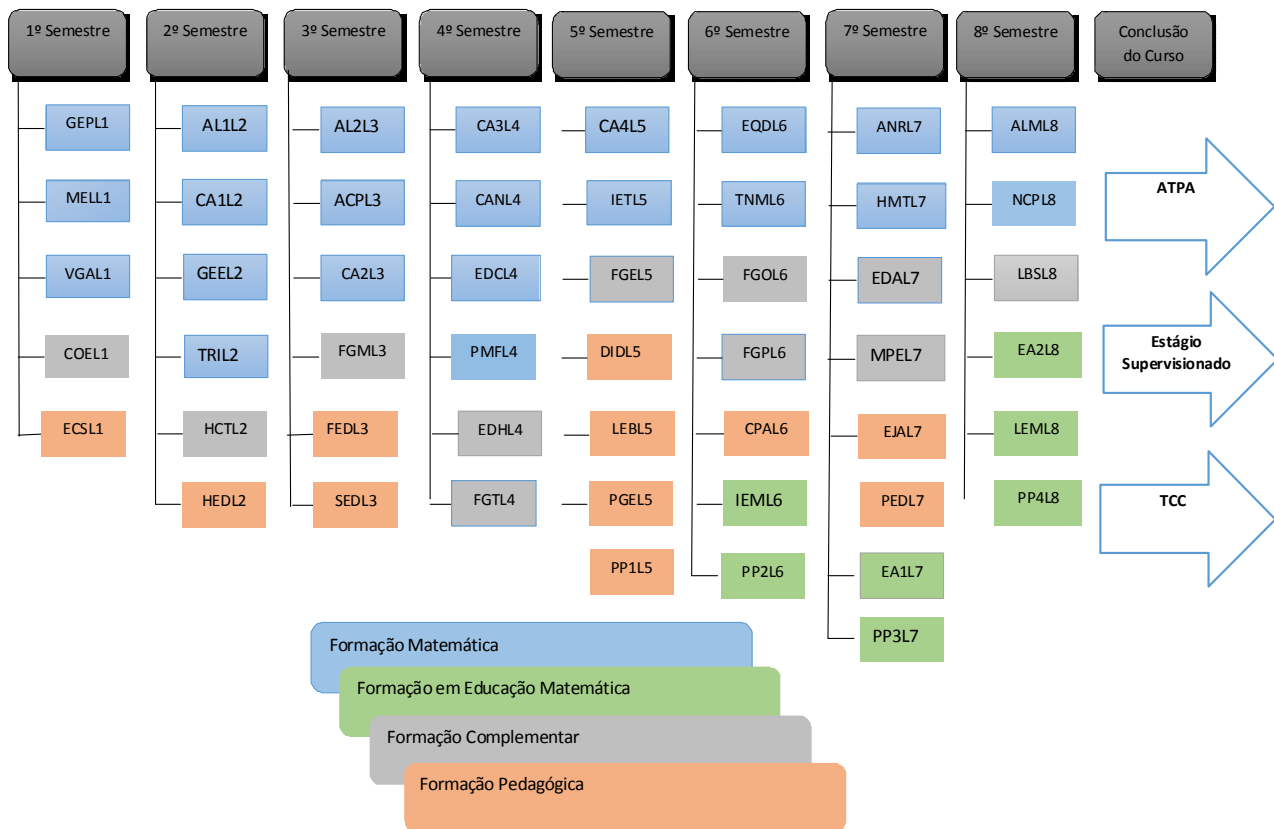 1º Semestre
2º Semestre
3º Semestre
4º Semestre
5º Semestre
6º Semestre
7º Semestre
8º Semestre
Conclusão
do Curso
GEPL1
AL1L2
AL2L3
CA3L4
CA4L5
EQDL6
ANRL7
ALML8
MELL1
CA1L2
ACPL3
CANL4
IETL5
TNML6
HMTL7
NCPL8
ATPA
VGAL1
GEEL2
CA2L3
EDCL4
FGEL5
FGOL6
EDAL7
LBSL8
COEL1
TRIL2
FGML3
PMFL4
DIDL5
FGPL6
MPEL7
EA2L8
Estágio
Supervisionado
ECSL1
HCTL2
FEDL3
EDHL4
LEBL5
CPAL6
EJAL7
LEML8
HEDL2
SEDL3
FGTL4
PGEL5
IEML6
PEDL7
PP4L8
TCC
PP1L5
PP2L6
EA1L7
PP3L7
Formação Matemática
Formação em Educação Matemática
Formação Complementar
Formação Pedagógica